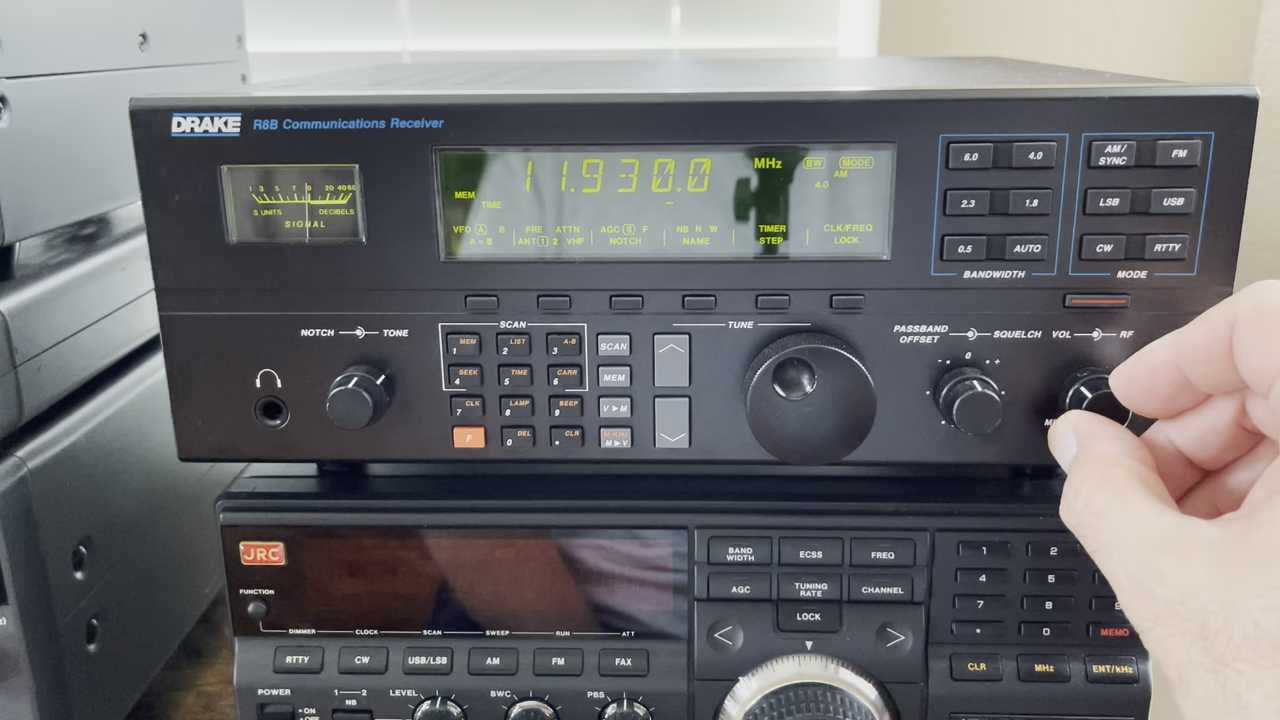 DRAKE R8B Communications Receiver
1 3 5 7 9 20 40 60
S UNITS DECIBELS
SIGNAL
11.930.0 MHz
BW MODE
4.0 AM
MEM
TIME
VFO A B PRE ATTN AGC S F NB N W TIMER CLK/FREQ
A = B ANT 1 2 VHF NOTCH NAME STEP LOCK
6.0 4.0
2.3 1.8
0.5 AUTO
BANDWIDTH
AM/ SYNC FM
LSB USB
CW RTTY
MODE
NOTCH TONE
SCAN
1 MEM 2 LIST 3 A-B SCAN
4 SEEK 5 TIME 6 CARR MEM
7 CLK 8 LAMP 9 BEEP V▶M
F 0 DEL • CLR M▶V
TUNE
PASSBAND OFFSET SQUELCH
- 0 +
VOL RF
JRC
FUNCTION
DIMMER CLOCK SCAN SWEEP RUN ATT
RTTY CW USB/LSB AM FM FAX
POWER
ON
OFF
1 2
NB
LEVEL BWC PBS
BAND WIDTH ECSS FREQ
AGC TUNING RATE CHANNEL
LOCK
< >
1 2
4 5
7 8 9
• 0 MEMO
CLR MHz ENT/kHz